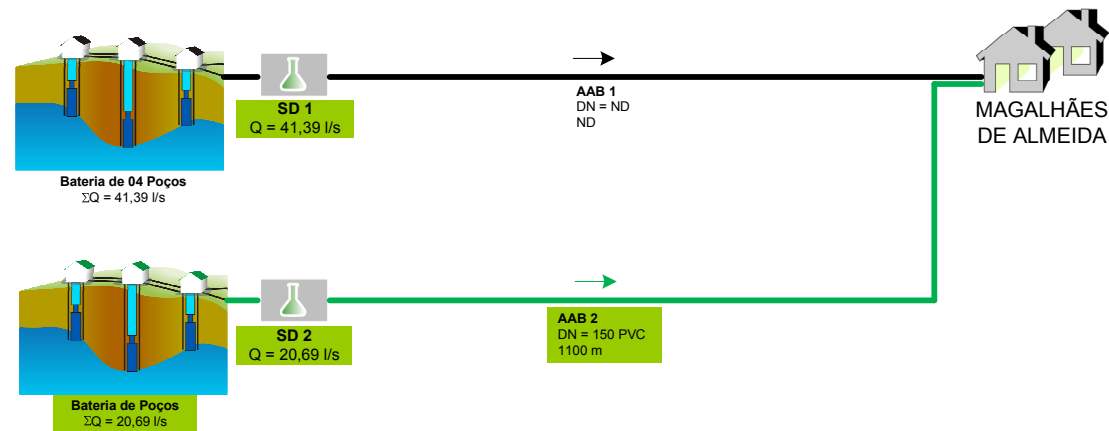 SD 1
Q = 41,39 l/s
Bateria de 04 Poços
ΣQ = 41,39 l/s
AAB 1
DN = ND
ND
MAGALHÃES
DE ALMEIDA
SD 2
Q = 20,69 l/s
Bateria de Poços
ΣQ = 20,69 l/s
AAB 2
DN = 150 PVC
1100 m